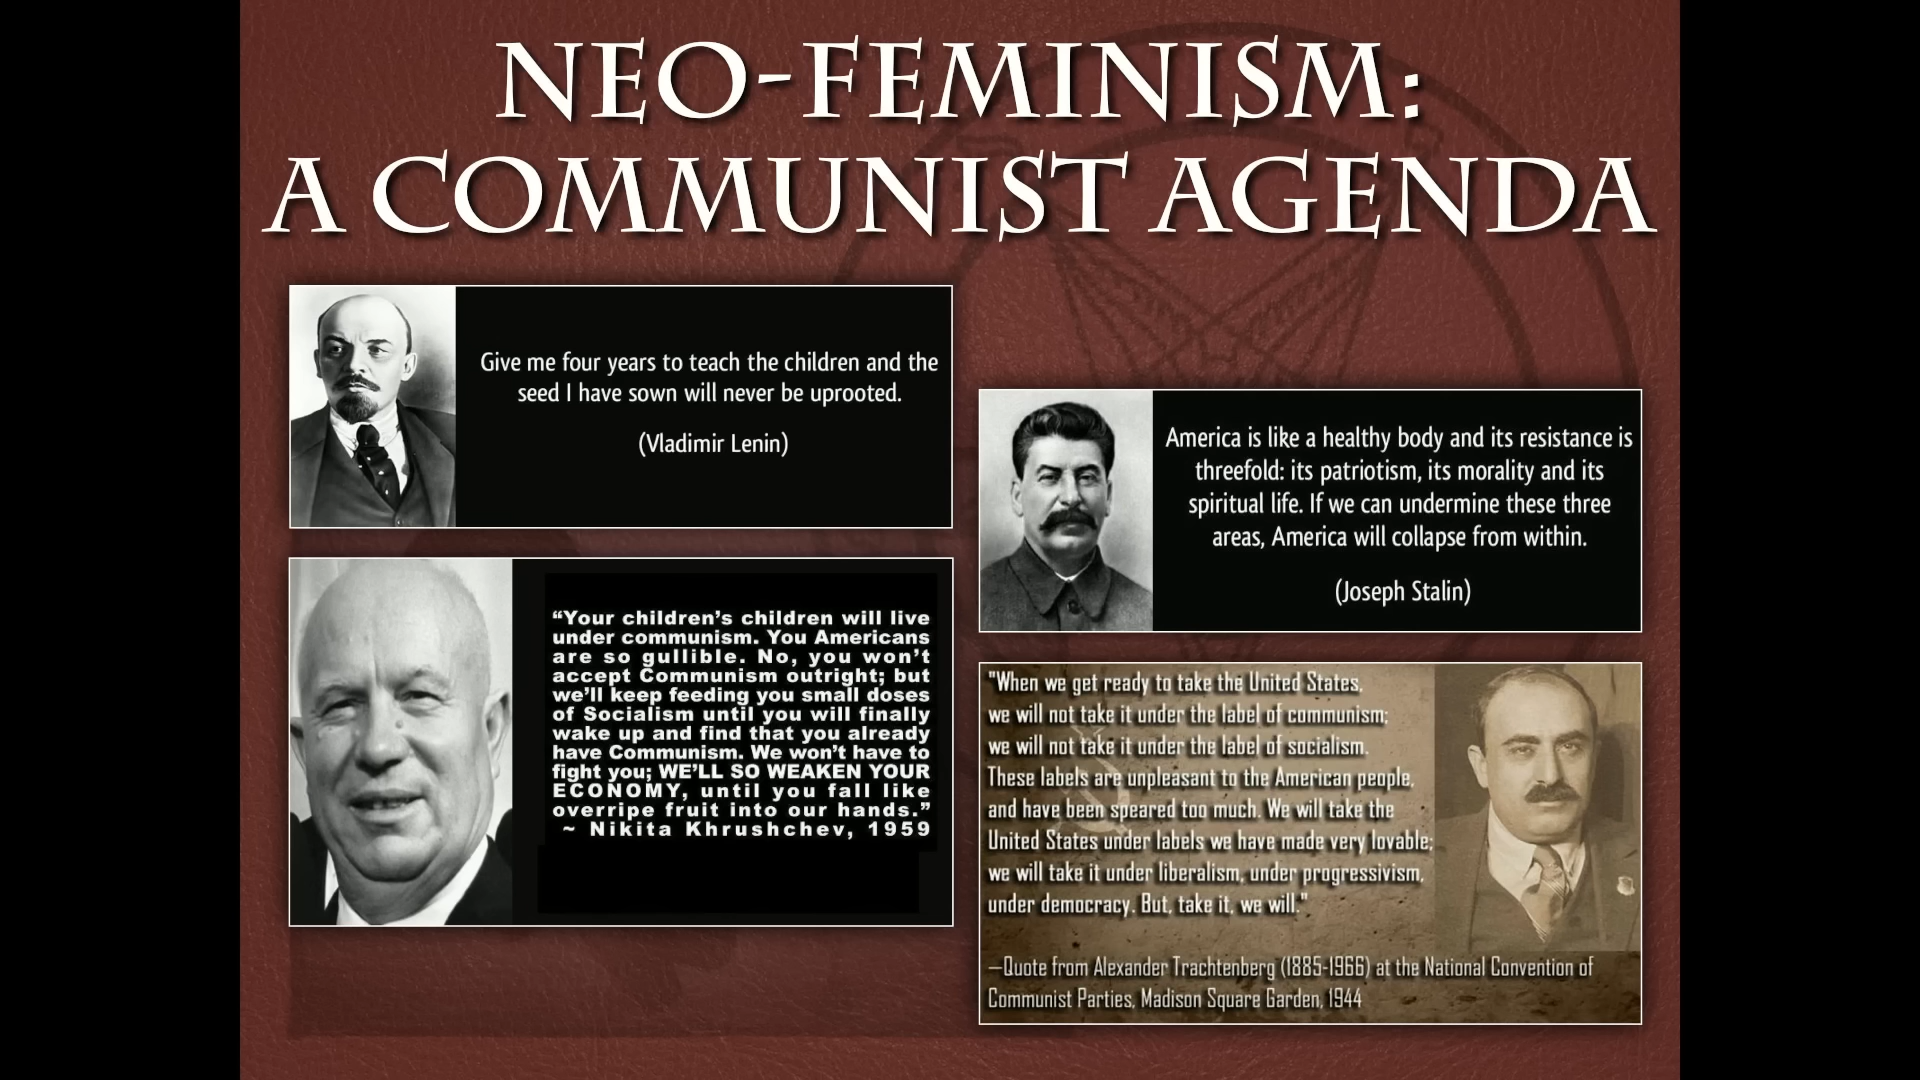 NEO-FEMINISM:
A COMMUNIST AGENDA
Give me four years to teach the children and the
seed I have sown will never be uprooted.
(Vladimir Lenin)
America is like a healthy body and its resistance is
threefold: its patriotism, its morality and its
spiritual life. If we can undermine these three
areas, America will collapse from within.
(Joseph Stalin)
“Your children’s children will live
under communism. You Americans
are so gullible. No, you won’t
accept Communism outright; but
we’ll keep feeding you small doses
of Socialism until you will finally
wake up and find that you already
have Communism. We won’t have to
fight you; WE’LL SO WEAKEN YOUR
ECONOMY, until you fall like
overripe fruit into our hands.”
~ Nikita Khrushchev, 1959
"When we get ready to take the United States,
we will not take it under the label of communism;
we will not take it under the label of socialism.
These labels are unpleasant to the American people,
and have been speared too much. We will take the
United States under labels we have made very lovable;
we will take it under liberalism, under progressivism,
under democracy. But, take it, we will."
—Quote from Alexander Trachtenberg (1885-1966) at the National Convention of
Communist Parties, Madison Square Garden, 1944